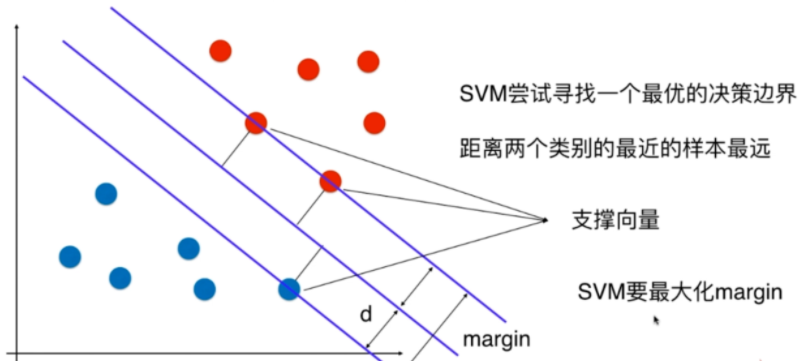 SVM尝试寻找一个最优的决策边界
距离两个类别的最近的样本最远
支撑向量
SVM要最大化margin
d
margin